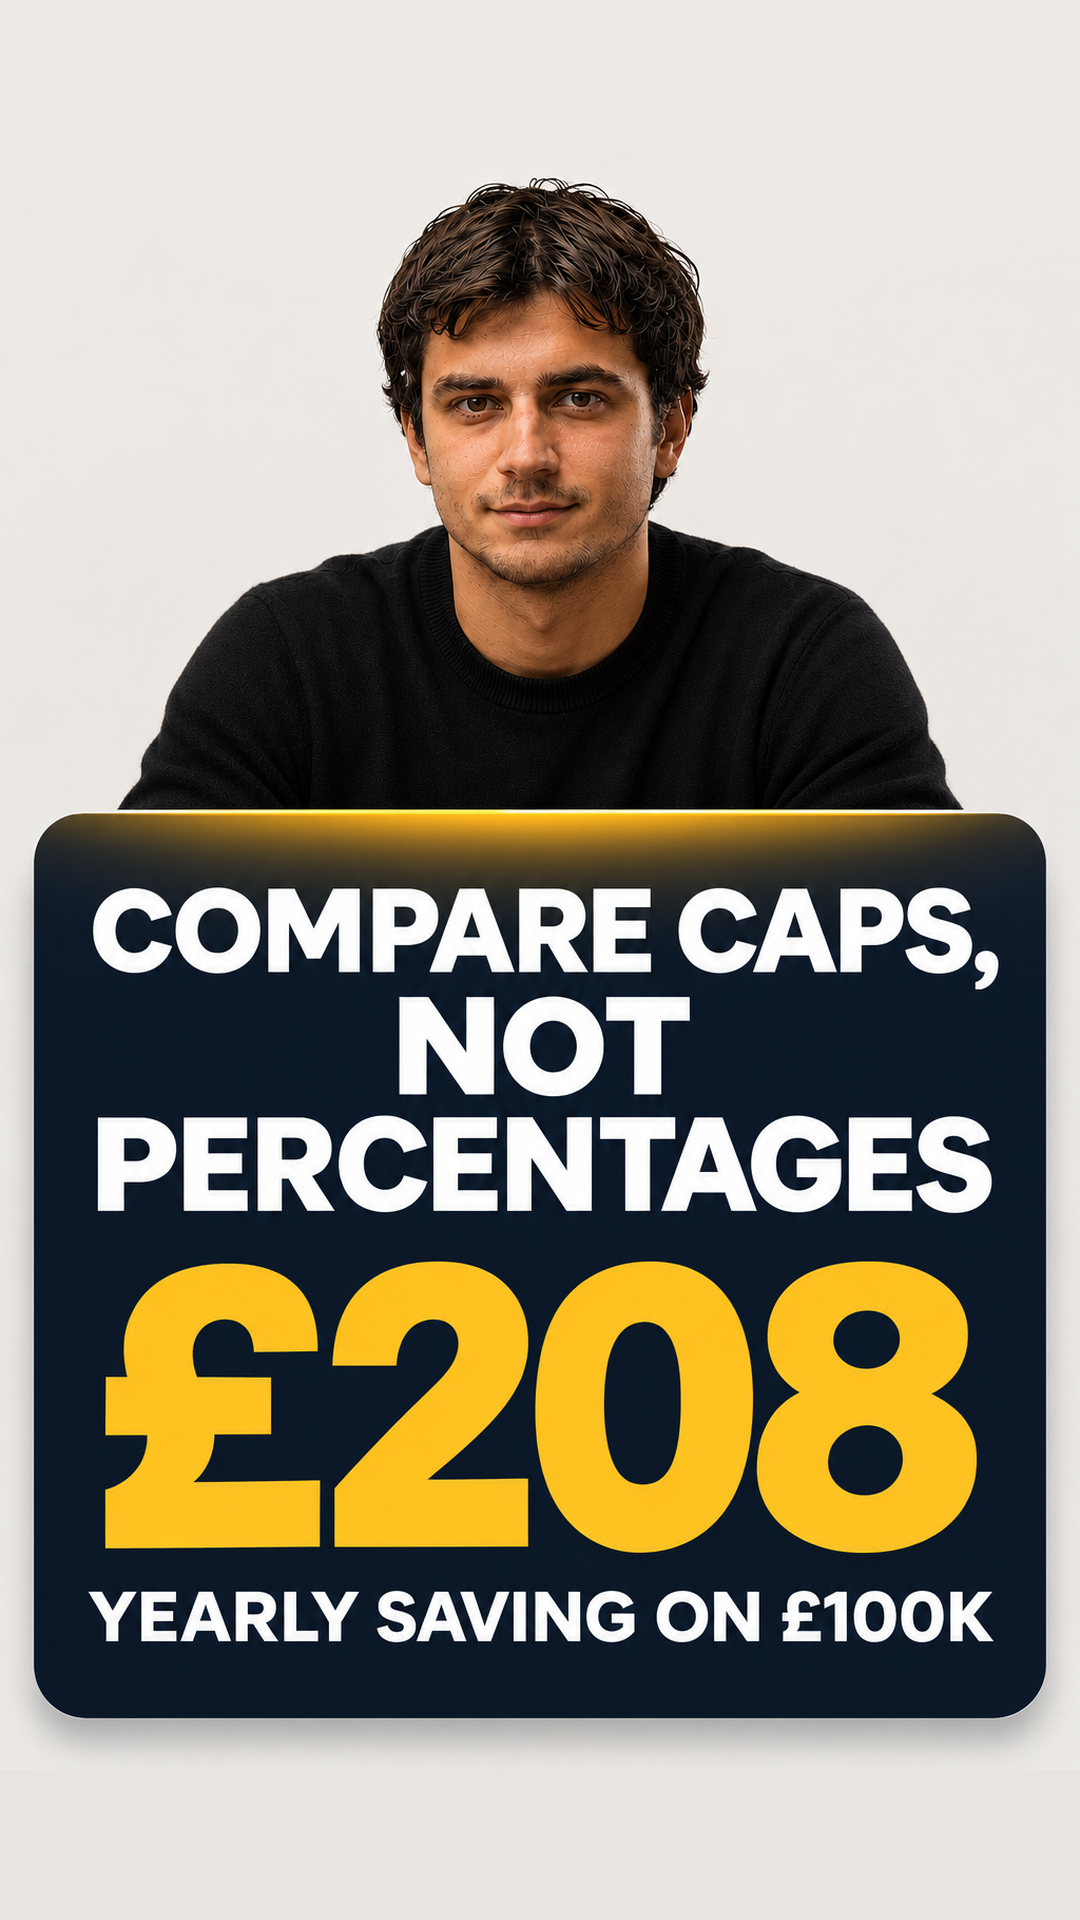 COMPARE CAPS,
NOT
PERCENTAGES
£208
YEARLY SAVING ON £100K